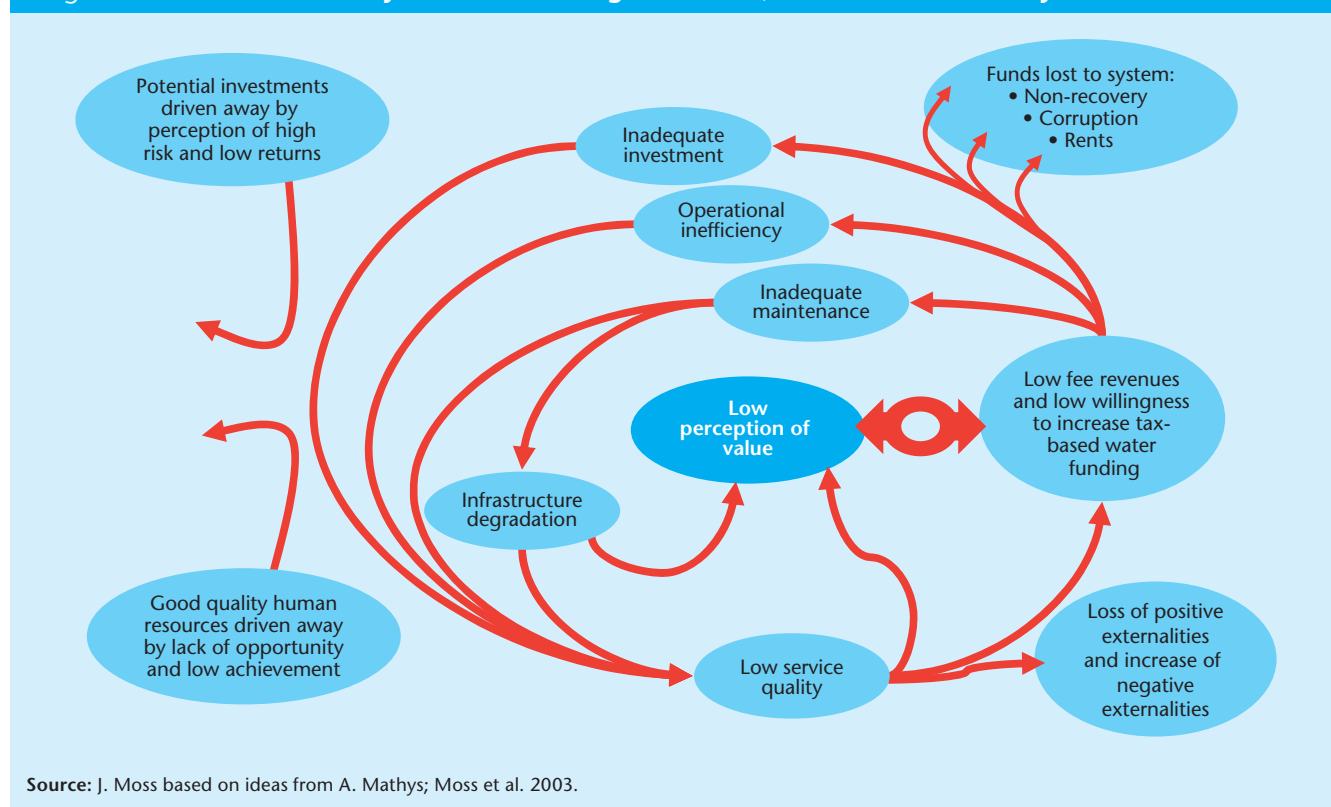 Potential investments
driven away by
perception of high
risk and low returns
Funds lost to system:
• Non-recovery
• Corruption
• Rents
Inadequate
investment
Operational
inefficiency
Inadequate
maintenance
Low
perception of
value
Low fee revenues
and low willingness
to increase tax-
based water
funding
Infrastructure
degradation
Good quality human
resources driven away
by lack of opportunity
and low achievement
Low service
quality
Loss of positive
externalities
and increase of
negative
externalities
Source: J. Moss based on ideas from A. Mathys; Moss et al. 2003.